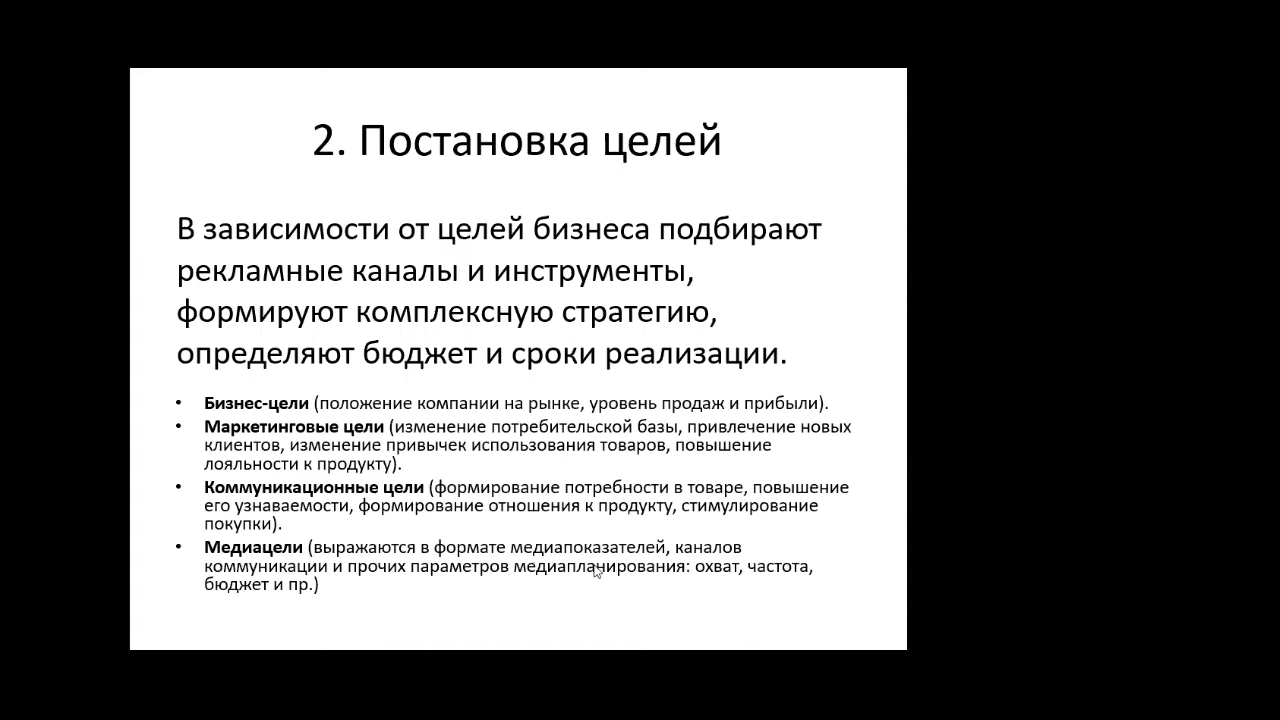 2. Постановка целей
В зависимости от целей бизнеса подбирают
рекламные каналы и инструменты,
формируют комплексную стратегию,
определяют бюджет и сроки реализации.
• Бизнес-цели (положение компании на рынке, уровень продаж и прибыли).
• Маркетинговые цели (изменение потребительской базы, привлечение новых
клиентов, изменение привычек использования товаров, повышение
лояльности к продукту).
• Коммуникационные цели (формирование потребности в товаре, повышение
его узнаваемости, формирование отношения к продукту, стимулирование
покупки).
• Медиацели (выражаются в формате медиапоказателей, каналов
коммуникации и прочих параметров медиапланирования: охват, частота,
бюджет и пр.)